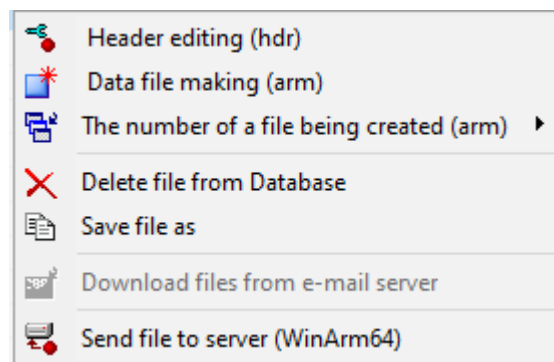 Header editing (hdr)
Data file making (arm)
The number of a file being created (arm)
Delete file from Database
Save file as
Download files from e-mail server
Send file to server (WinArm64)